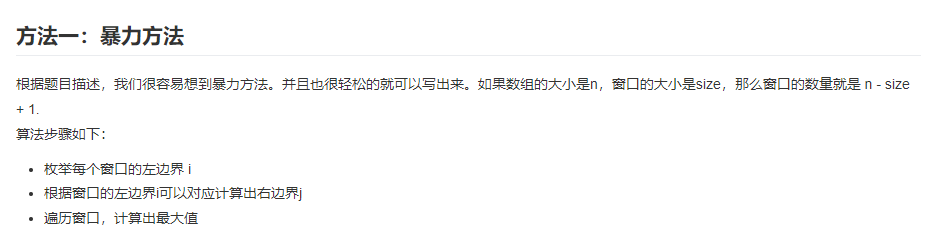 方法一：暴力方法
根据题目描述，我们很容易想到暴力方法。并且也很轻松的就可以写出来。如果数组的大小是n，窗口的大小是size，那么窗口的数量就是 n - size
+ 1.
算法步骤如下：
• 枚举每个窗口的左边界 i
• 根据窗口的左边界i可以对应计算出右边界j
• 遍历窗口，计算出最大值